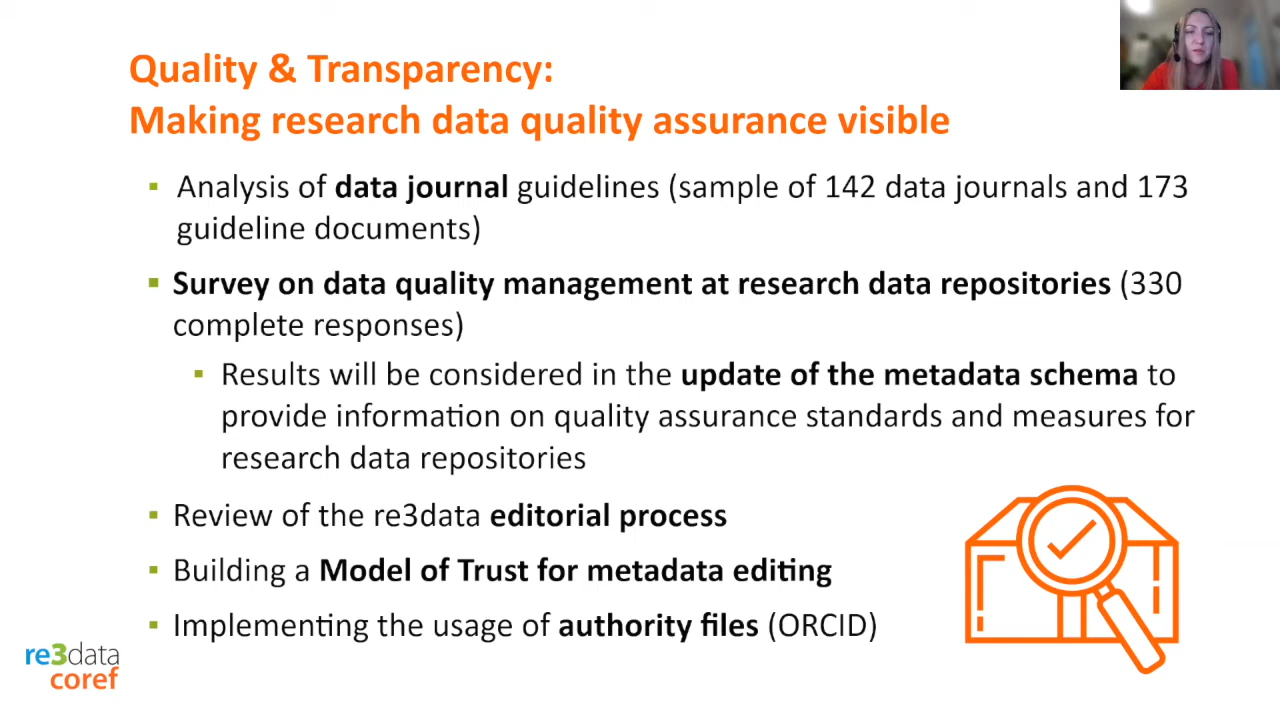 Quality & Transparency:
Making research data quality assurance visible
▪ Analysis of data journal guidelines (sample of 142 data journals and 173
guideline documents)
▪ Survey on data quality management at research data repositories (330
complete responses)
▪ Results will be considered in the update of the metadata schema to
provide information on quality assurance standards and measures for
research data repositories
▪ Review of the re3data editorial process
▪ Building a Model of Trust for metadata editing
▪ Implementing the usage of authority files (ORCID)
re3data
coref